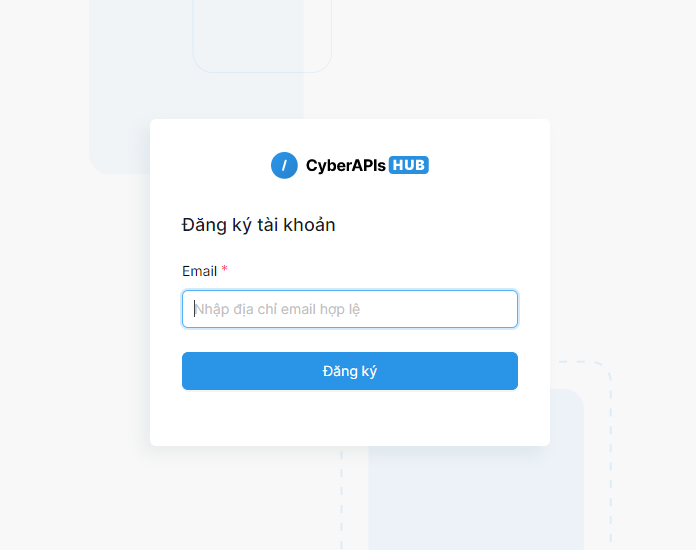 / CyberAPIs HUB
Đăng ký tài khoản
Email *
Nhập địa chỉ email hợp lệ
Đăng ký